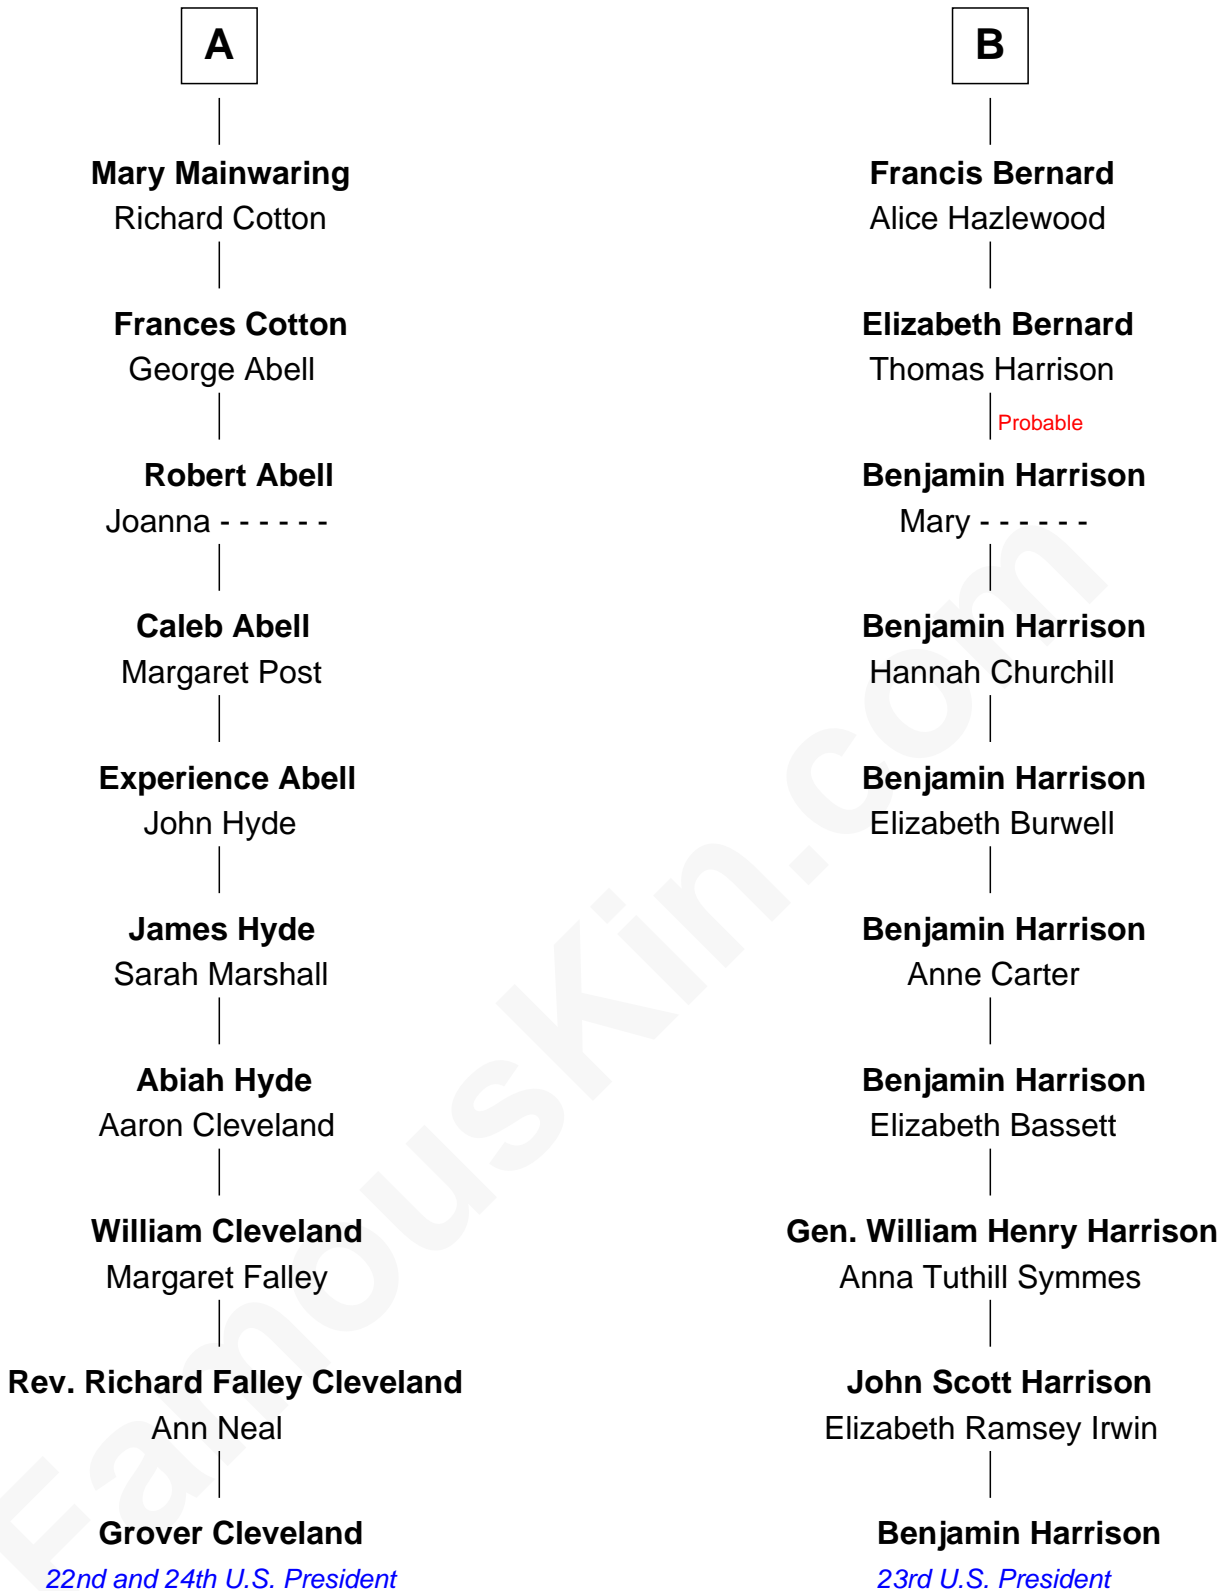 A
Mary Mainwaring
Richard Cotton
Frances Cotton
George Abell
Robert Abell
Joanna - - - - - -
Caleb Abell
Margaret Post
Experience Abell
John Hyde
James Hyde
Sarah Marshall
Abiah Hyde
Aaron Cleveland
William Cleveland
Margaret Falley
Rev. Richard Falley Cleveland
Ann Neal
Grover Cleveland
22nd and 24th U.S. President
B
Francis Bernard
Alice Hazlewood
Elizabeth Bernard
Thomas Harrison
Probable
Benjamin Harrison
Mary - - - - - -
Benjamin Harrison
Hannah Churchill
Benjamin Harrison
Elizabeth Burwell
Benjamin Harrison
Anne Carter
Benjamin Harrison
Elizabeth Bassett
Gen. William Henry Harrison
Anna Tuthill Symmes
John Scott Harrison
Elizabeth Ramsey Irwin
Benjamin Harrison
23rd U.S. President
FamousKin.com